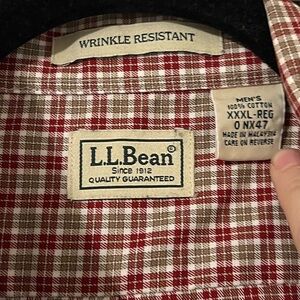 WRINKLE RESISTANT
L.L.Bean®
Since 1912
QUALITY GUARANTEED
MEN'S
100% COTTON
XXXL-REG
0 NX47
MADE IN MALAYSIA
CARE ON REVERSE